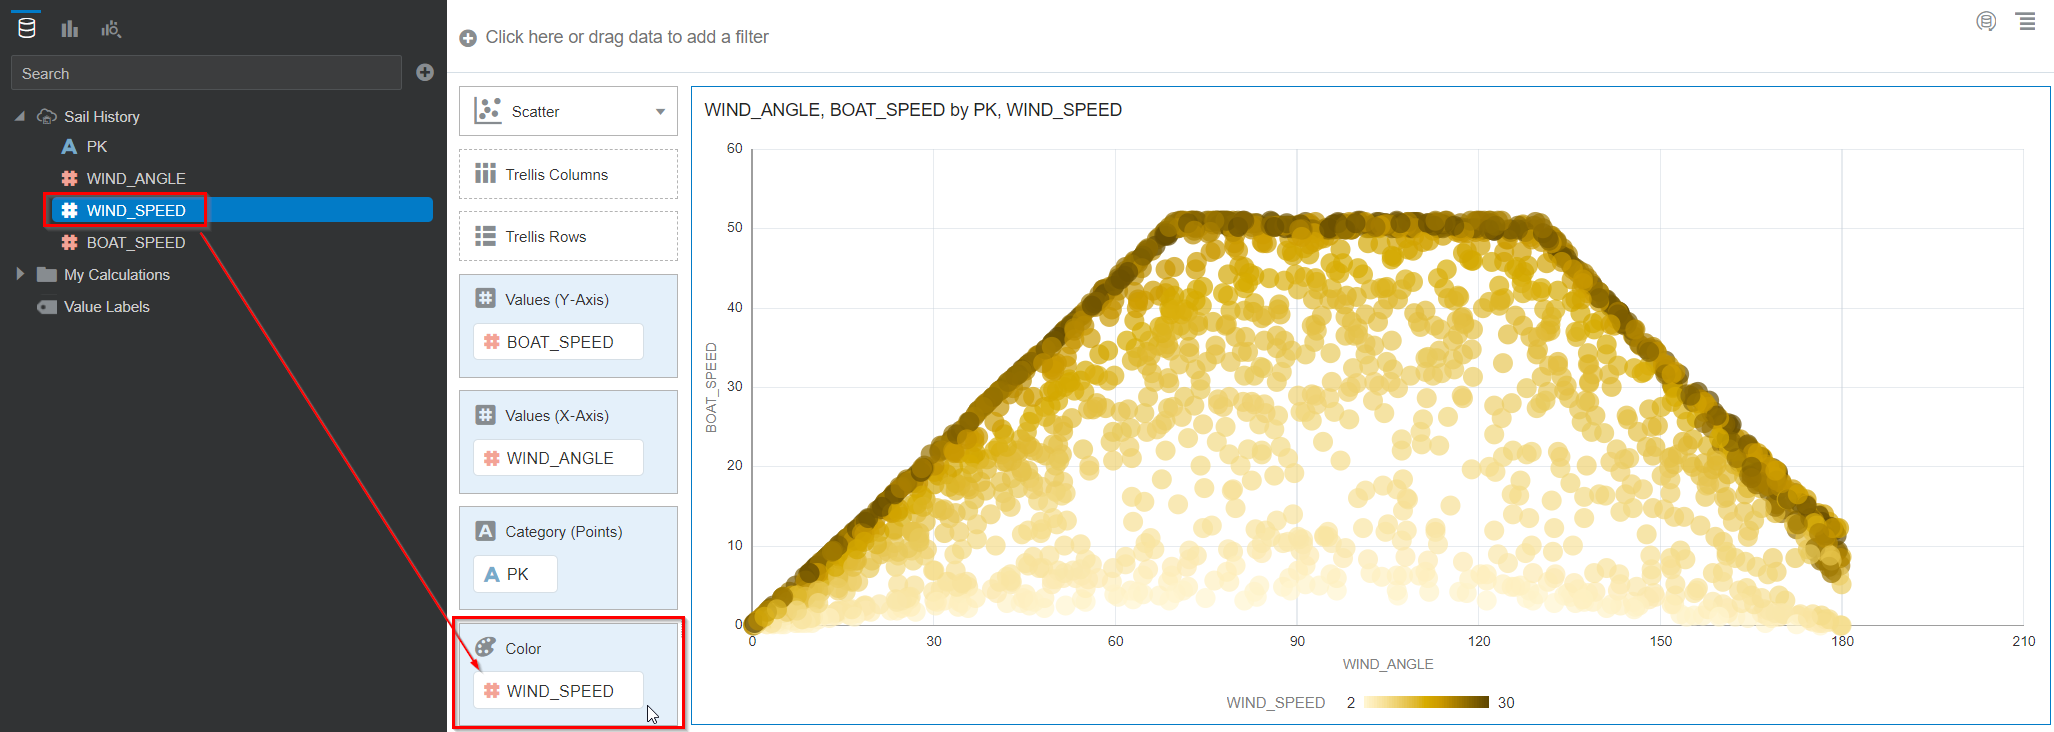 Search
Sail History
PK
WIND_ANGLE
WIND_SPEED
BOAT_SPEED
My Calculations
Value Labels
Click here or drag data to add a filter
Scatter
Trellis Columns
Trellis Rows
Values (Y-Axis)
BOAT_SPEED
Values (X-Axis)
WIND_ANGLE
Category (Points)
A PK
Color
WIND_SPEED
WIND_ANGLE, BOAT_SPEED by PK, WIND_SPEED
60
50
40
30
20
10
0
BOAT_SPEED
0 30 60 90 120 150 180 210
WIND_ANGLE
WIND_SPEED 2 30